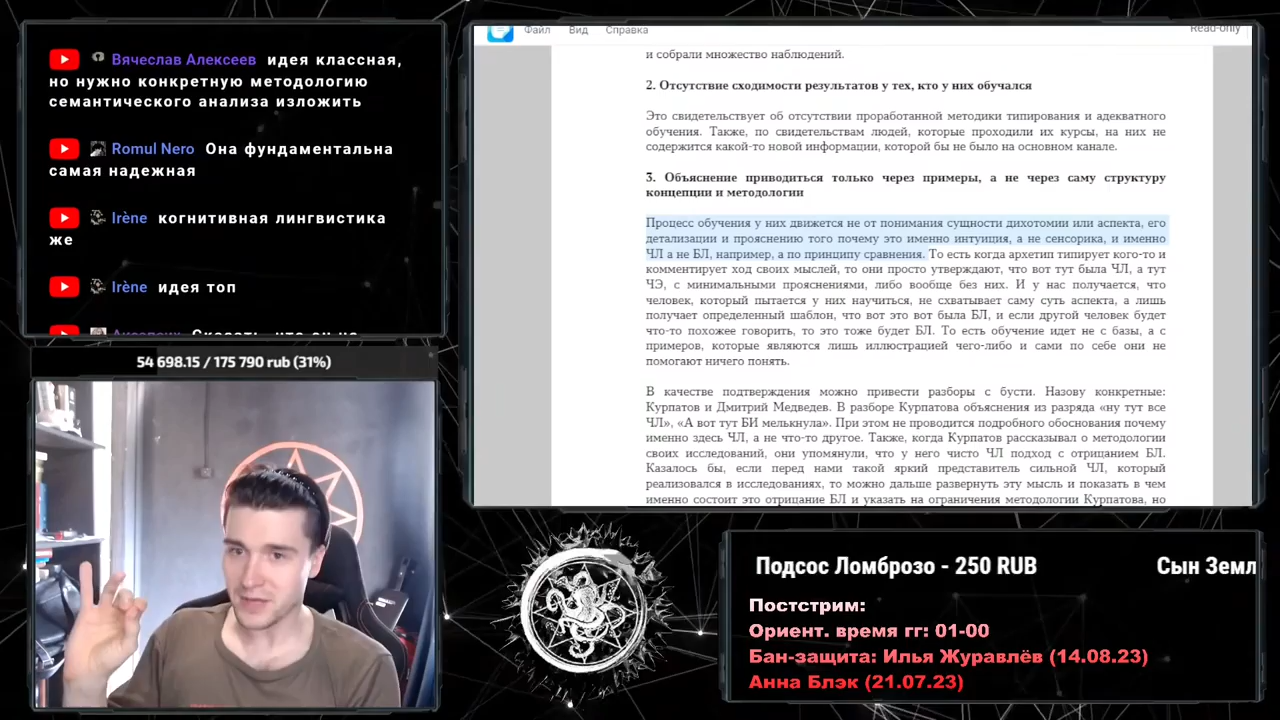 Вячеслав Алексеев идея классная,
но нужно конкретную методологию
семантического анализа изложить
Romul Nero Она фундаментальна
самая надежная
Irène когнитивная лингвистика
же
Irène идея топ
54 698.15 / 175 790 rub (31%)
Файл Вид Справка Read-only
и собрали множество наблюдений.
2. Отсутствие сходимости результатов у тех, кто у них обучался
Это свидетельствует об отсутствии проработанной методики типирования и адекватного
обучения. Также, по свидетельствам людей, которые проходили их курсы, на них не
содержится какой-то новой информации, которой бы не было на основном канале.
3. Объяснение приводиться только через примеры, а не через саму структуру
концепции и методологии
Процесс обучения у них движется не от понимания сущности дихотомии или аспекта, его
детализации и прояснению того почему это именно интуиция, а не сенсорика, и именно
ЧЛ а не БЛ, например, а по принципу сравнения. То есть когда архетип типирует кого-то и
комментирует ход своих мыслей, то они просто утверждают, что вот тут была ЧЛ, а тут
ЧЭ, с минимальными прояснениями, либо вообще без них. И у нас получается, что
человек, который пытается у них научиться, не схватывает саму суть аспекта, а лишь
получает определенный шаблон, что вот это вот была БЛ, и если другой человек будет
что-то похожее говорить, то это тоже будет БЛ. То есть обучение идет не с базы, а с
примеров, которые являются лишь иллюстрацией чего-либо и сами по себе они не
помогают ничего понять.
В качестве подтверждения можно привести разборы с бусти. Назову конкретные:
Курпатов и Дмитрий Медведев. В разборе Курпатова объяснения из разряда «ну тут все
ЧЛ», «А вот тут БИ мелькнула». При этом не проводится подробного обоснования почему
именно здесь ЧЛ, а не что-то другое. Также, когда Курпатов рассказывал о методологии
своих исследований, они упомянули, что у него чисто ЧЛ подход с отрицанием БЛ.
Казалось бы, если перед нами такой яркий представитель сильной ЧЛ, который
реализовался в исследованиях, то можно дальше развернуть эту мысль и показать в чем
именно состоит это отрицание БЛ и указать на ограничения методологии Курпатова, но
Подсос Ломброзо - 250 RUB Сын Земл
Постстрим:
Ориент. время гг: 01-00
Бан-защита: Илья Журавлёв (14.08.23)
Анна Блэк (21.07.23)